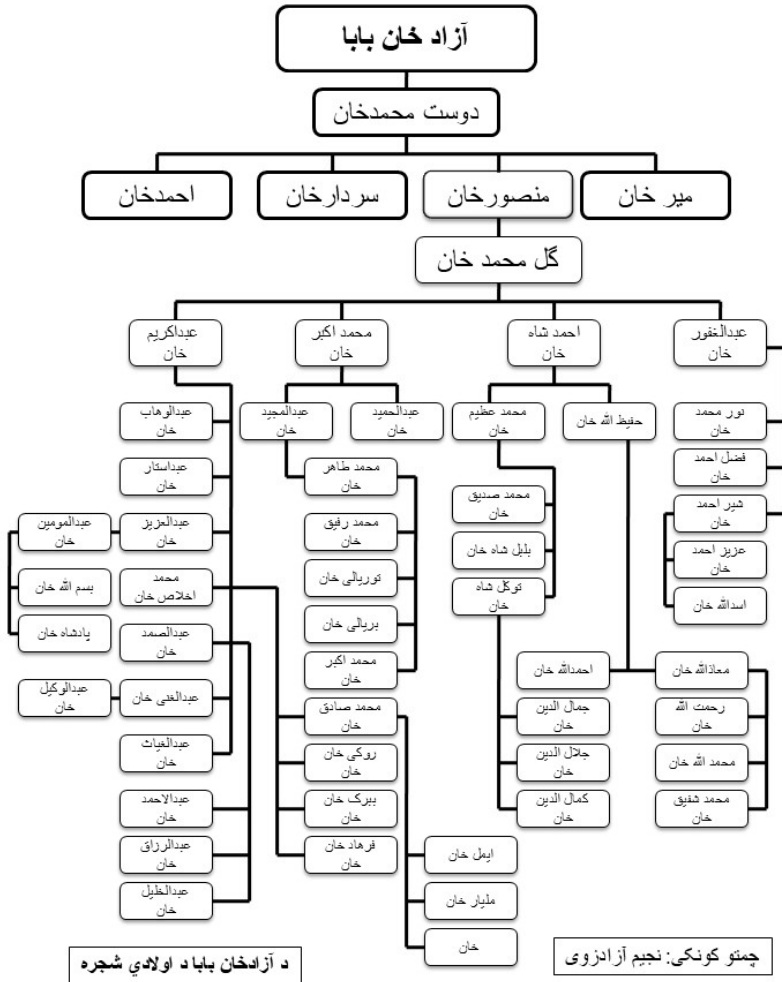 آزاد خان بابا
دوست محمدخان
میر خان
منصورخان
سردارخان
احمدخان
گل محمد خان
عبدالغفور
خان
احمد شاه
خان
محمد اکبر
خان
عبداکریم
خان
نور محمد
خان
فضل احمد
خان
شیر احمد
خان
عزیز احمد
خان
اسدالله خان
حفیظ الله خان
محمد عظیم
خان
معاذالله خان
رحمت الله
خان
محمد الله خان
محمد شفیق
خان
احمدالله خان
محمد صدیق
خان
بلبل شاه خان
توکل شاه
خان
جمال الدین
خان
جلال الدین
خان
کمال الدین
خان
عبدالحمید
خان
عبدالمجید
خان
محمد طاهر
خان
محمد رفیق
خان
توریالی خان
بریالی خان
محمد اکبر
خان
عبدالوهاب
خان
عبداستار
خان
عبدالعزیز
خان
عبدالمومین
خان
بسم الله خان
پادشاه خان
محمد
اخلاص خان
محمد صادق
خان
روکی خان
خان
ببرک خان
خان
فرهاد خان
خان
ایمل خان
ملیار خان
خان
عبدالصمد
خان
عبدالغنی خان
عبدالوکیل
خان
عبدالغیاث
خان
عبدالاحمد
خان
عبدالرزاق
خان
عبدالخلیل
خان
چمتو کونکی: نجیم آزادزوی
د آزادخان بابا د اولادي شجره